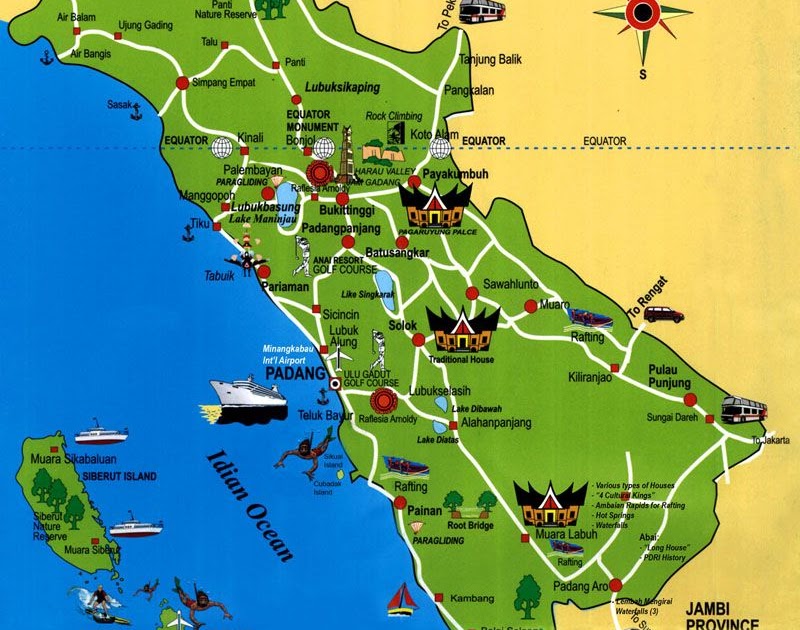 Panti
Nature Reserve
To Pek
Air Balam
Ujung Gading
Talu
Air Bangis
Panti
Simpang Empat
Lubuksikaping
Tanjung Balik
Pangkalan
S
Sasak
EQUATOR
MONUMENT
Rock Climbing
EQUATOR
Kinali
Bonjol
Koto Alam
EQUATOR
EQUATOR
Palembayan
PARAGLIDING
HARAU VALLEY
JAM GADANG
Payakumbuh
Manggopoh
Raflesia Arnoldy
Lubukbasung
Lake Maninjau
Bukittinggi
Tiku
Padangpanjang
PAGARUYUNG PALCE
Batusangkar
Tabuik
ANAI RESORT
GOLF COURSE
Pariaman
Like Singkarak
Sawahlunto
Muaro
To Rengat
Sicincin
Lubuk
Alung
Solok
Rafting
Minangkabau
Int'l Airport
Traditional House
PADANG
ULU GADUT
GOLF COURSE
Kiliranjao
Pulau
Punjung
Lubukselasih
Teluk Bayur
Raflesia Arnoldy
Lake Dibawah
Alahanpanjang
Lake Diatas
Sungai Dareh
To Jakarta
Muara Sikabaluan
SIBERUT ISLAND
Idian Ocean
Sikuai
Island
Cubadak
Island
Rafting
Siberut
Nature
Reserve
Muara Siberut
Painan
PARAGLIDING
Root Bridge
- Various types of Houses
- "4 Cultural Kings"
- Ambaian Rapids for Rafting
- Hot Springs
- Waterfalls
Muara Labuh
Rafting
Abai:
- "Long House"
- PDRI History
Padang Aro
- Lembah Mengirai
Waterfalls (3)
Kambang
JAMBI
PROVINCE